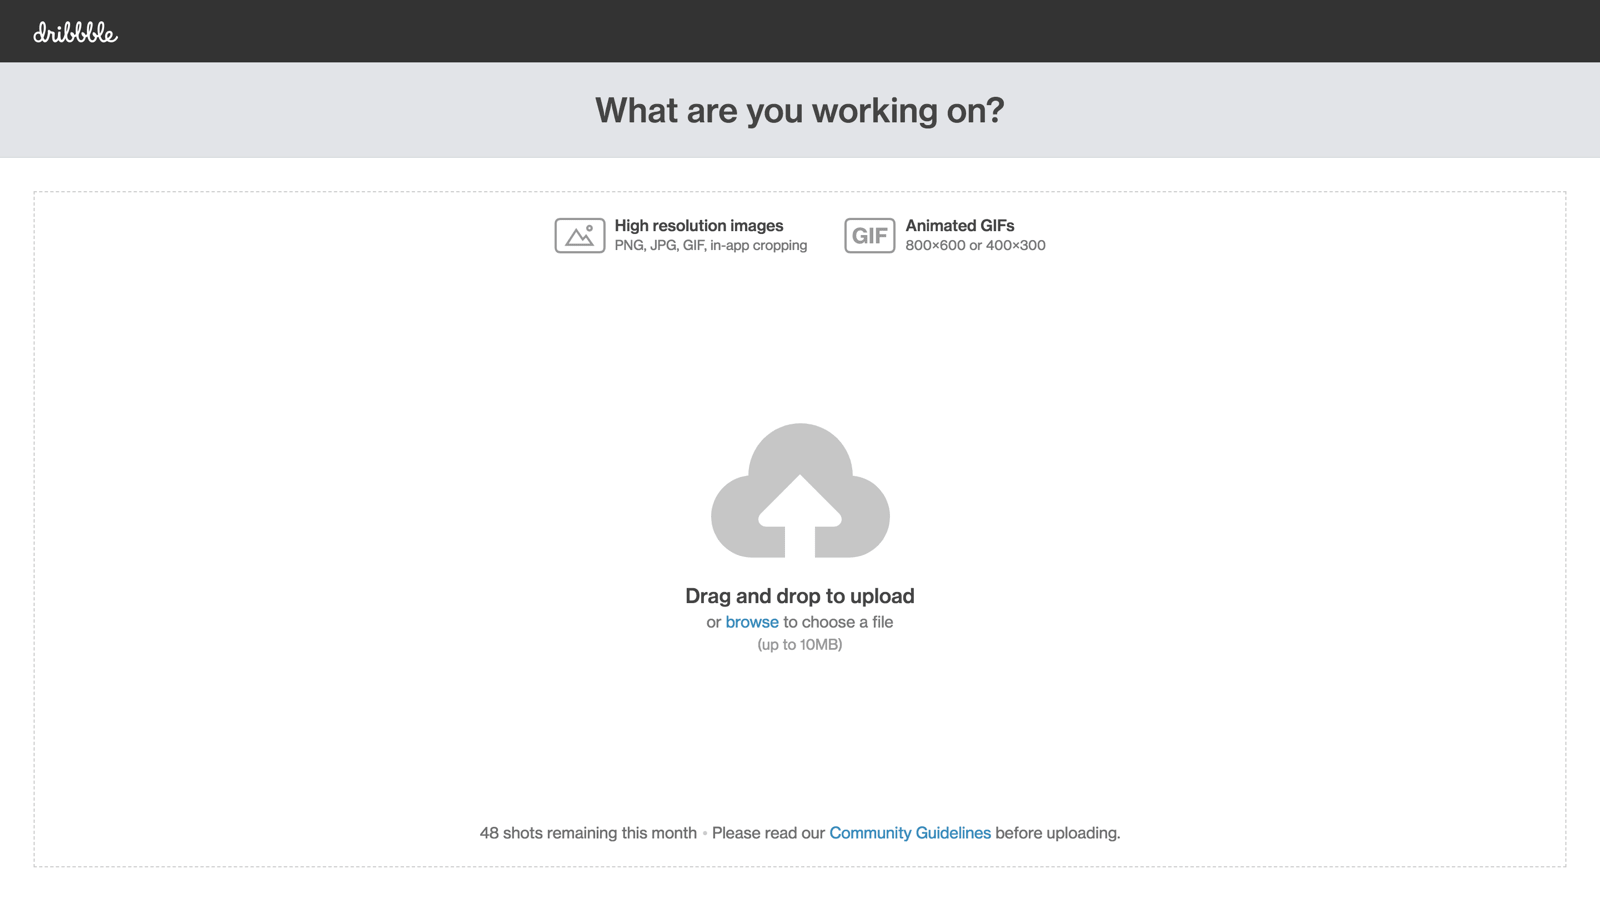 dribbble
What are you working on?
High resolution images
PNG, JPG, GIF, in-app cropping
GIF
Animated GIFs
800×600 or 400×300
Drag and drop to upload
or browse to choose a file
(up to 10MB)
48 shots remaining this month • Please read our Community Guidelines before uploading.